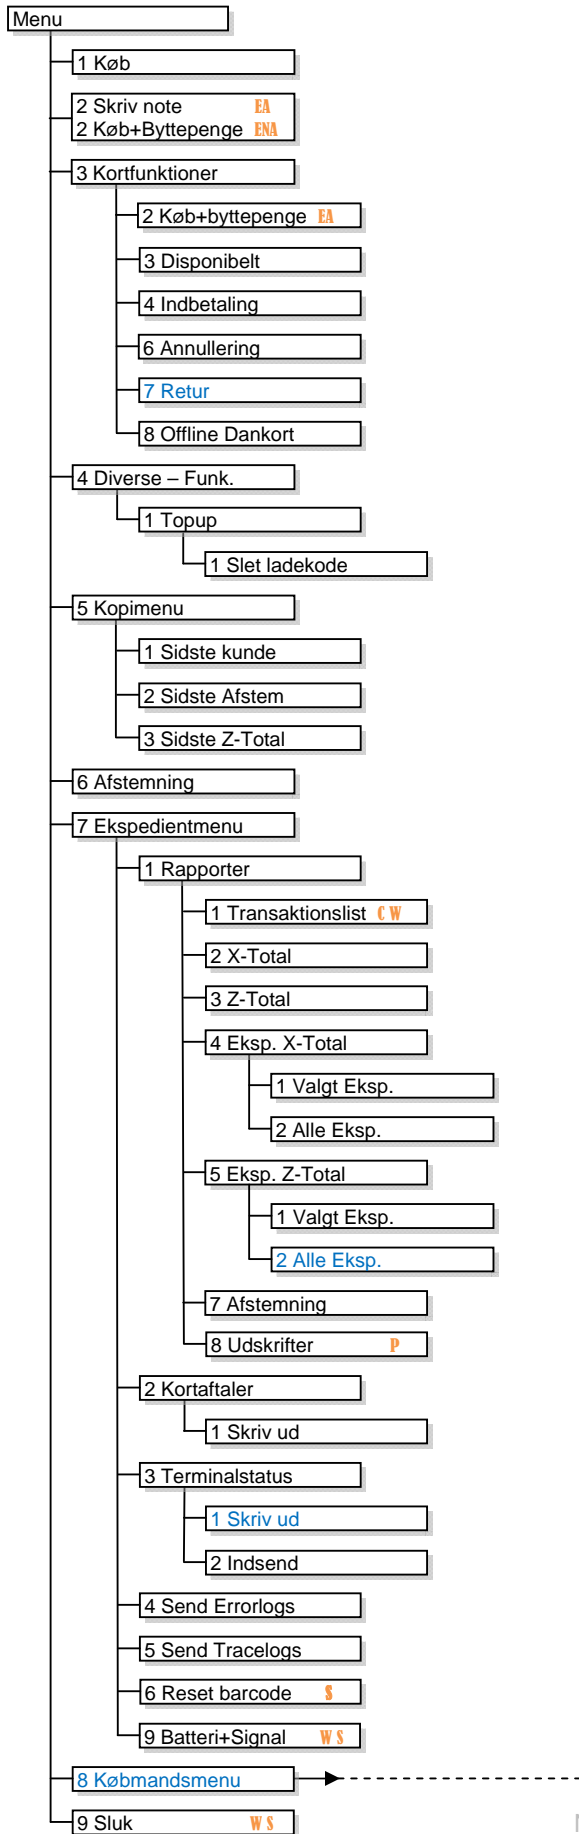 Menu
1 Køb
2 Skriv note EA
2 Køb+Byttepenge ENA
3 Kortfunktioner
2 Køb+byttepenge EA
3 Disponibelt
4 Indbetaling
6 Annullering
7 Retur
8 Offline Dankort
4 Diverse – Funk.
1 Topup
1 Slet ladekode
5 Kopimenu
1 Sidste kunde
2 Sidste Afstem
3 Sidste Z-Total
6 Afstemning
7 Ekspedientmenu
1 Rapporter
1 Transaktionslist C W
2 X-Total
3 Z-Total
4 Eksp. X-Total
1 Valgt Eksp.
2 Alle Eksp.
5 Eksp. Z-Total
1 Valgt Eksp.
2 Alle Eksp.
7 Afstemning
8 Udskrifter P
2 Kortaftaler
1 Skriv ud
3 Terminalstatus
1 Skriv ud
2 Indsend
4 Send Errorlogs
5 Send Tracelogs
6 Reset barcode S
9 Batteri+Signal W S
8 Købmandsmenu
9 Sluk W S